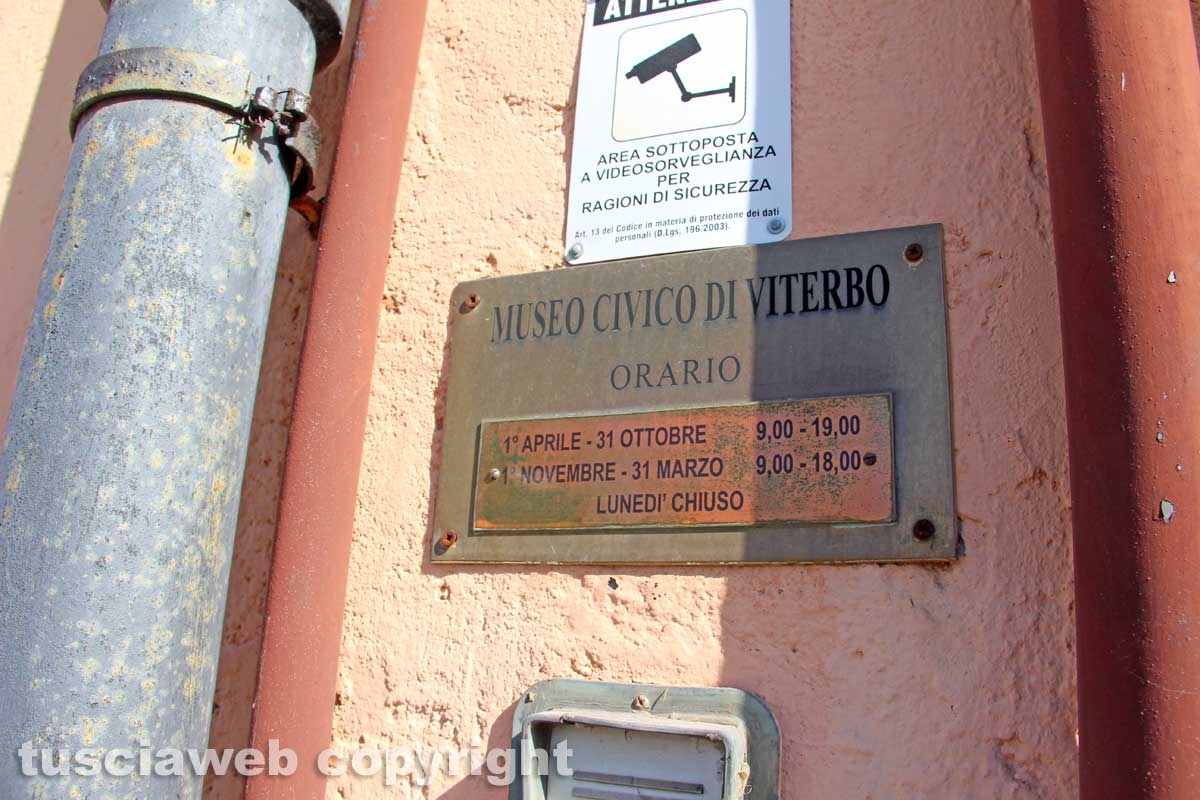 AREA SOTTOPOSTA
A VIDEOSORVEGLIANZA
PER
RAGIONI DI SICUREZZA
Art. 13 del Codice in materia di protezione dei dati
personali (D.Lgs. 196/2003).
MUSEO CIVICO DI VITERBO
ORARIO
1° APRILE - 31 OTTOBRE 9,00 - 19,00
1° NOVEMBRE - 31 MARZO 9,00 - 18,00
LUNEDI' CHIUSO
tusciaweb copyright ©